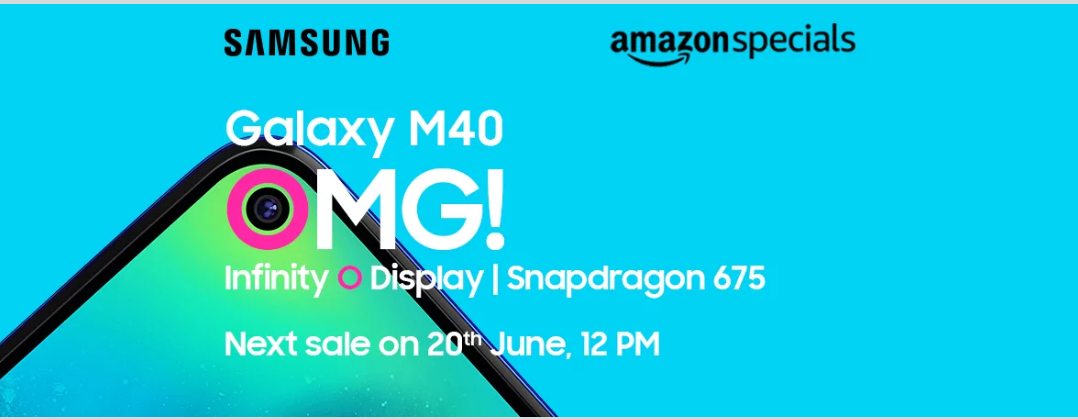 SAMSUNG
amazonspecials
Galaxy M40
OMG!
Infinity O Display | Snapdragon 675
Next sale on 20th June, 12 PM